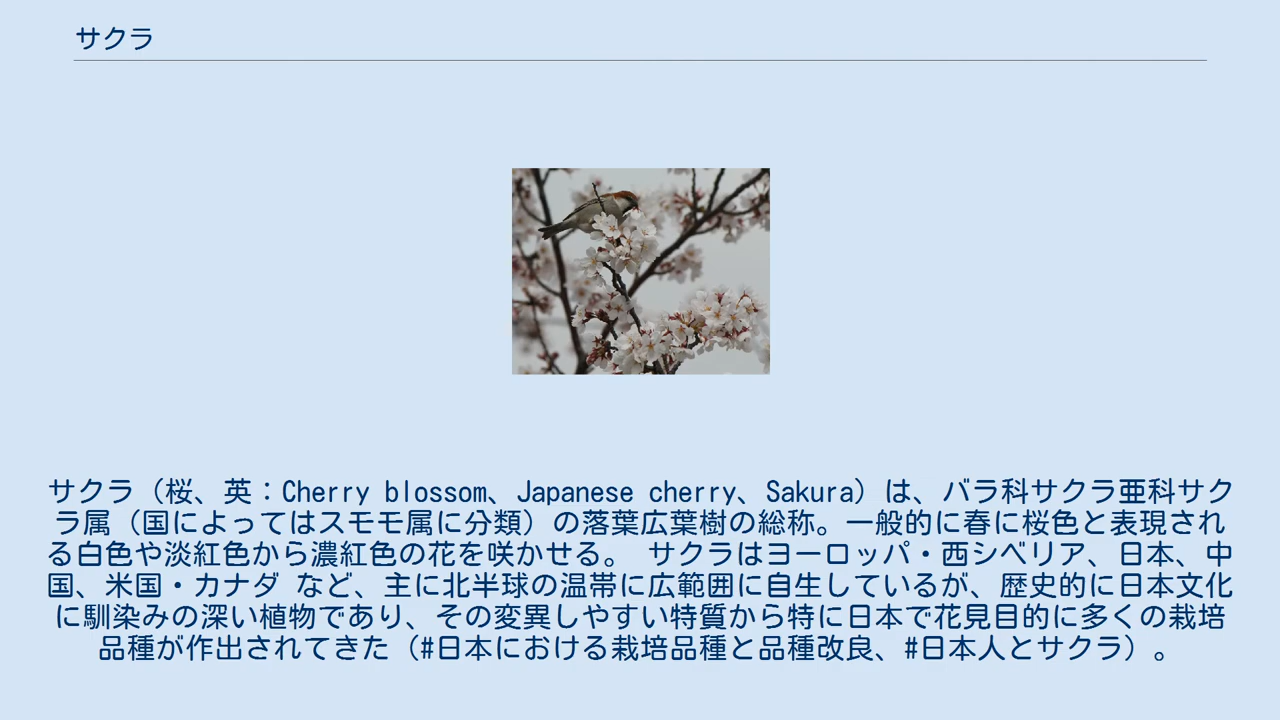 サクラ
サクラ（桜、英：Cherry blossom、Japanese cherry、Sakura）は、バラ科サクラ亜科サク
ラ属（国によってはスモモ属に分類）の落葉広葉樹の総称。一般的に春に桜色と表現され
る白色や淡紅色から濃紅色の花を咲かせる。 サクラはヨーロッパ・西シベリア、日本、中
国、米国・カナダ など、主に北半球の温帯に広範囲に自生しているが、歴史的に日本文化
に馴染みの深い植物であり、その変異しやすい特質から特に日本で花見目的に多くの栽培
品種が作出されてきた（#日本における栽培品種と品種改良、#日本人とサクラ）。